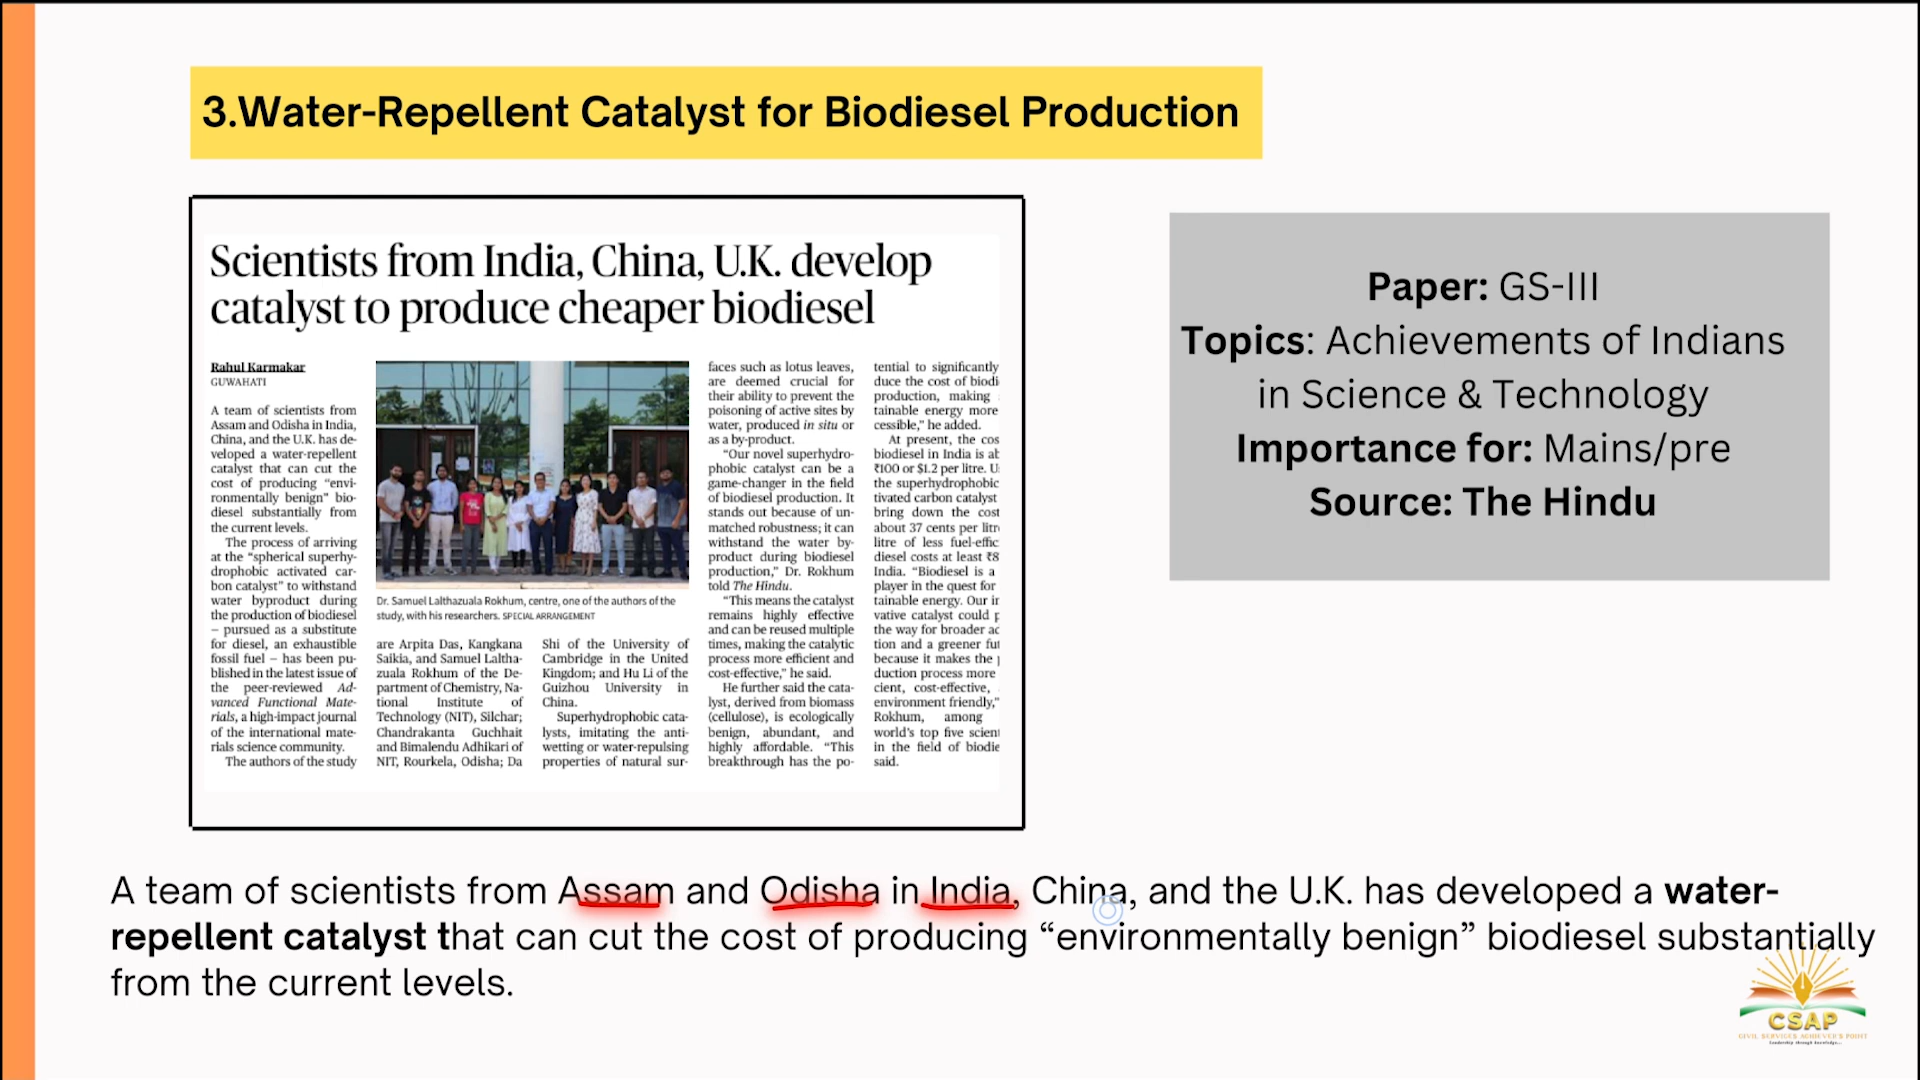 3.Water-Repellent Catalyst for Biodiesel Production
Scientists from India, China, U.K. develop
catalyst to produce cheaper biodiesel
Rahul Karmakar
GUWAHATI
A team of scientists from
Assam and Odisha in India,
China, and the U.K. has de-
veloped a water-repellent
catalyst that can cut the
cost of producing “envi-
ronmentally benign” bio-
diesel substantially from
the current levels.
The process of arriving
at the “spherical superhy-
drophobic activated car-
bon catalyst” to withstand
water byproduct during
the production of biodiesel
– pursued as a substitute
for diesel, an exhaustible
fossil fuel – has been pu-
blished in the latest issue of
the peer-reviewed Ad-
vanced Functional Mate-
rials, a high-impact journal
of the international mate-
rials science community.
The authors of the study
Dr. Samuel Lalthazuala Rokhum, centre, one of the authors of the
study, with his researchers. SPECIAL ARRANGEMENT
are Arpita Das, Kangkana
Saikia, and Samuel Laltha-
zuala Rokhum of the De-
partment of Chemistry, Na-
tional Institute of
Technology (NIT), Silchar;
Chandrakanta Guchhait
and Bimalendu Adhikari of
NIT, Rourkela, Odisha; Da
Shi of the University of
Cambridge in the United
Kingdom; and Hu Li of the
Guizhou University in
China.
Superhydrophobic cata-
lysts, imitating the anti-
wetting or water-repulsing
properties of natural sur-
faces such as lotus leaves,
are deemed crucial for
their ability to prevent the
poisoning of active sites by
water, produced in situ or
as a by-product.
“Our novel superhydro-
phobic catalyst can be a
game-changer in the field
of biodiesel production. It
stands out because of un-
matched robustness; it can
withstand the water by-
product during biodiesel
production,” Dr. Rokhum
told The Hindu.
“This means the catalyst
remains highly effective
and can be reused multiple
times, making the catalytic
process more efficient and
cost-effective,” he said.
He further said the cata-
lyst, derived from biomass
(cellulose), is ecologically
benign, abundant, and
highly affordable. “This
breakthrough has the po-
tential to significantly
duce the cost of biodi
production, making
tainable energy more
cessible,” he added.
At present, the cos
biodiesel in India is ab
₹100 or $1.2 per litre. U
the superhydrophobic
tivated carbon catalyst
bring down the cost
about 37 cents per litre
litre of less fuel-effic
diesel costs at least ₹8
India. “Biodiesel is a
player in the quest for
tainable energy. Our in
vative catalyst could p
the way for broader ad
tion and a greener fut
because it makes the
duction process more
cient, cost-effective,
environment friendly,”
Rokhum, among
world’s top five scient
in the field of biodie
said.
Paper: GS-III
Topics: Achievements of Indians
in Science & Technology
Importance for: Mains/pre
Source: The Hindu
A team of scientists from Assam and Odisha in India, China, and the U.K. has developed a water-
repellent catalyst that can cut the cost of producing “environmentally benign” biodiesel substantially
from the current levels.
CSAP
CIVIL SERVICES ACHIEVER'S POINT
Leadership through knowledge...